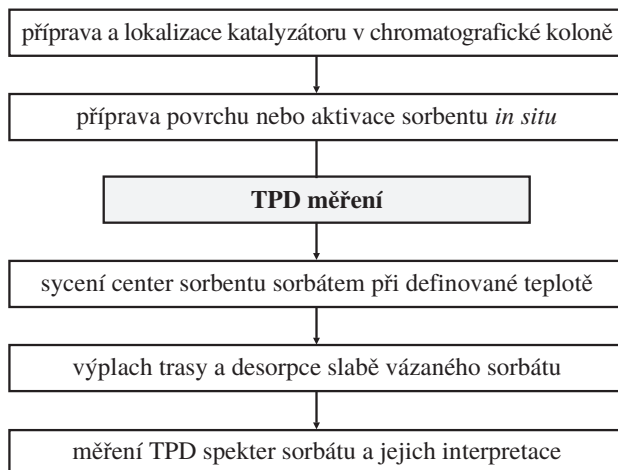 příprava a lokalizace katalyzátoru v chromatografické koloně
příprava povrchu nebo aktivace sorbentu in situ
TPD měření
sycení center sorbentu sorbátem při definované teplotě
výplach trasy a desorpce slabě vázaného sorbátu
měření TPD spekter sorbátu a jejich interpretace